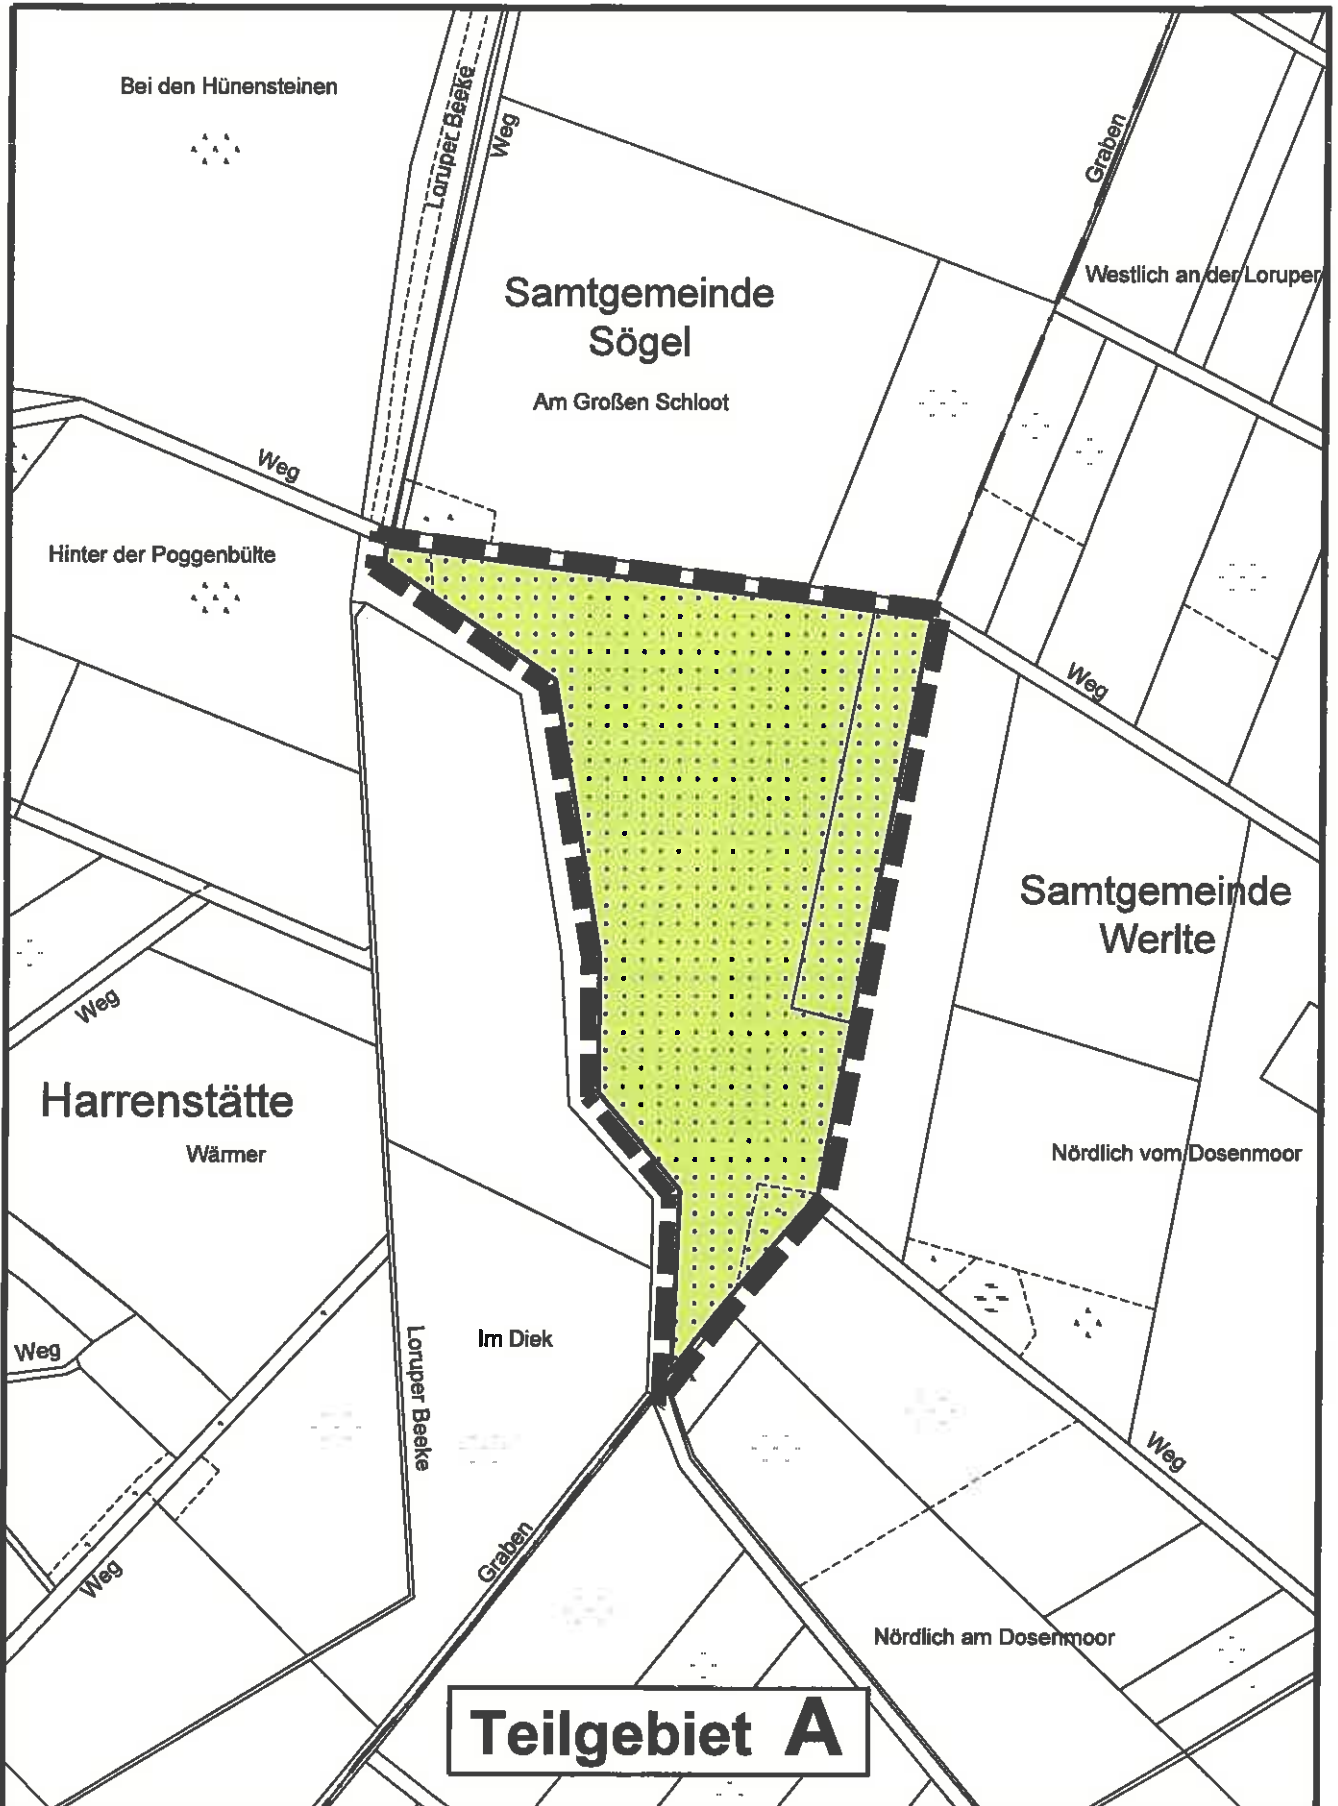 Bei den Hünensteinen
Loruper Beeke
Weg
Graben
Westlich an der Loruper
Samtgemeinde
Sögel
Am Großen Schloot
Weg
Hinter der Poggenbülte
Weg
Samtgemeinde
Werlte
Weg
Harrenstätte
Wärmer
Nördlich vom Dosenmoor
Im Diek
Weg
Loruper Beeke
Weg
Graben
Weg
Nördlich am Dosenmoor
Teilgebiet A